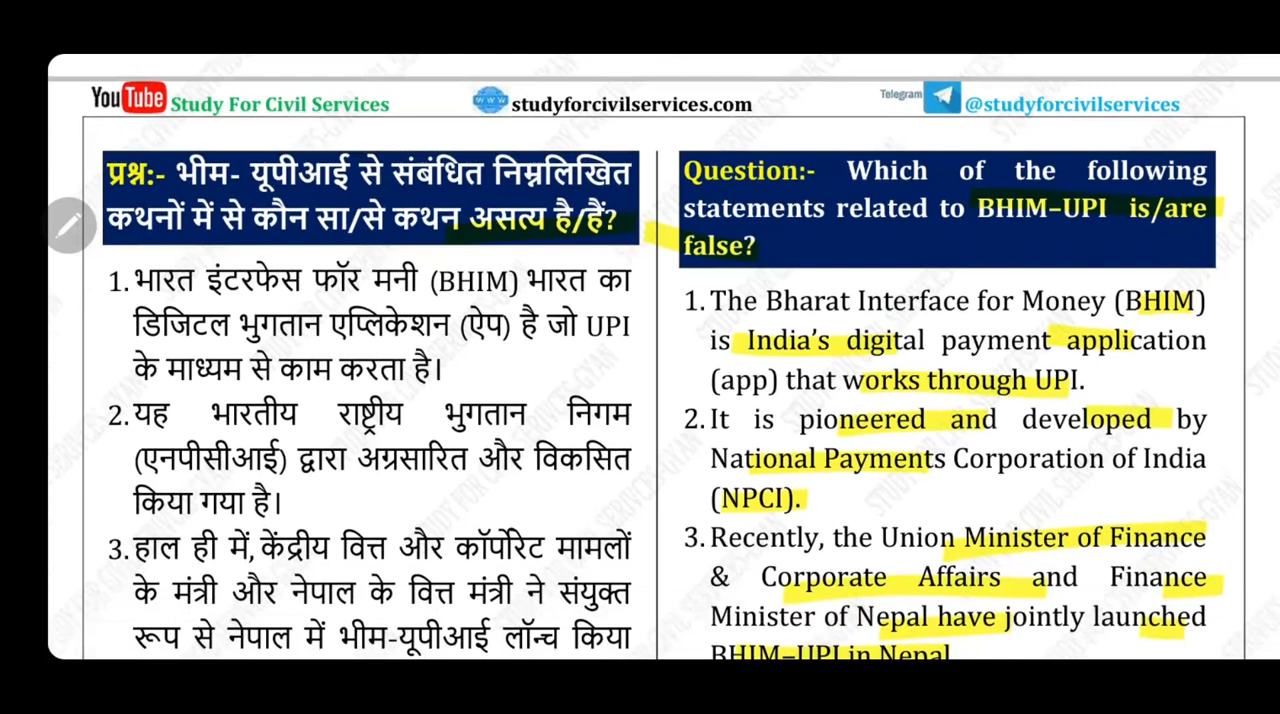 YouTube Study For Civil Services
www studyforcivilservices.com
Telegram @studyforcivilservices
प्रश्न:- भीम- यूपीआई से संबंधित निम्नलिखित
कथनों में से कौन सा/से कथन असत्य है/हैं?
1. भारत इंटरफेस फॉर मनी (BHIM) भारत का
डिजिटल भुगतान एप्लिकेशन (ऐप) है जो UPI
के माध्यम से काम करता है।
2. यह भारतीय राष्ट्रीय भुगतान निगम
(एनपीसीआई) द्वारा अग्रसारित और विकसित
किया गया है।
3. हाल ही में, केंद्रीय वित्त और कॉर्पोरेट मामलों
के मंत्री और नेपाल के वित्त मंत्री ने संयुक्त
रूप से नेपाल में भीम-यूपीआई लॉन्च किया
Question:- Which of the following
statements related to BHIM–UPI is/are
false?
1. The Bharat Interface for Money (BHIM)
is India’s digital payment application
(app) that works through UPI.
2. It is pioneered and developed by
National Payments Corporation of India
(NPCI).
3. Recently, the Union Minister of Finance
& Corporate Affairs and Finance
Minister of Nepal have jointly launched
BHIM–UPI in Nepal